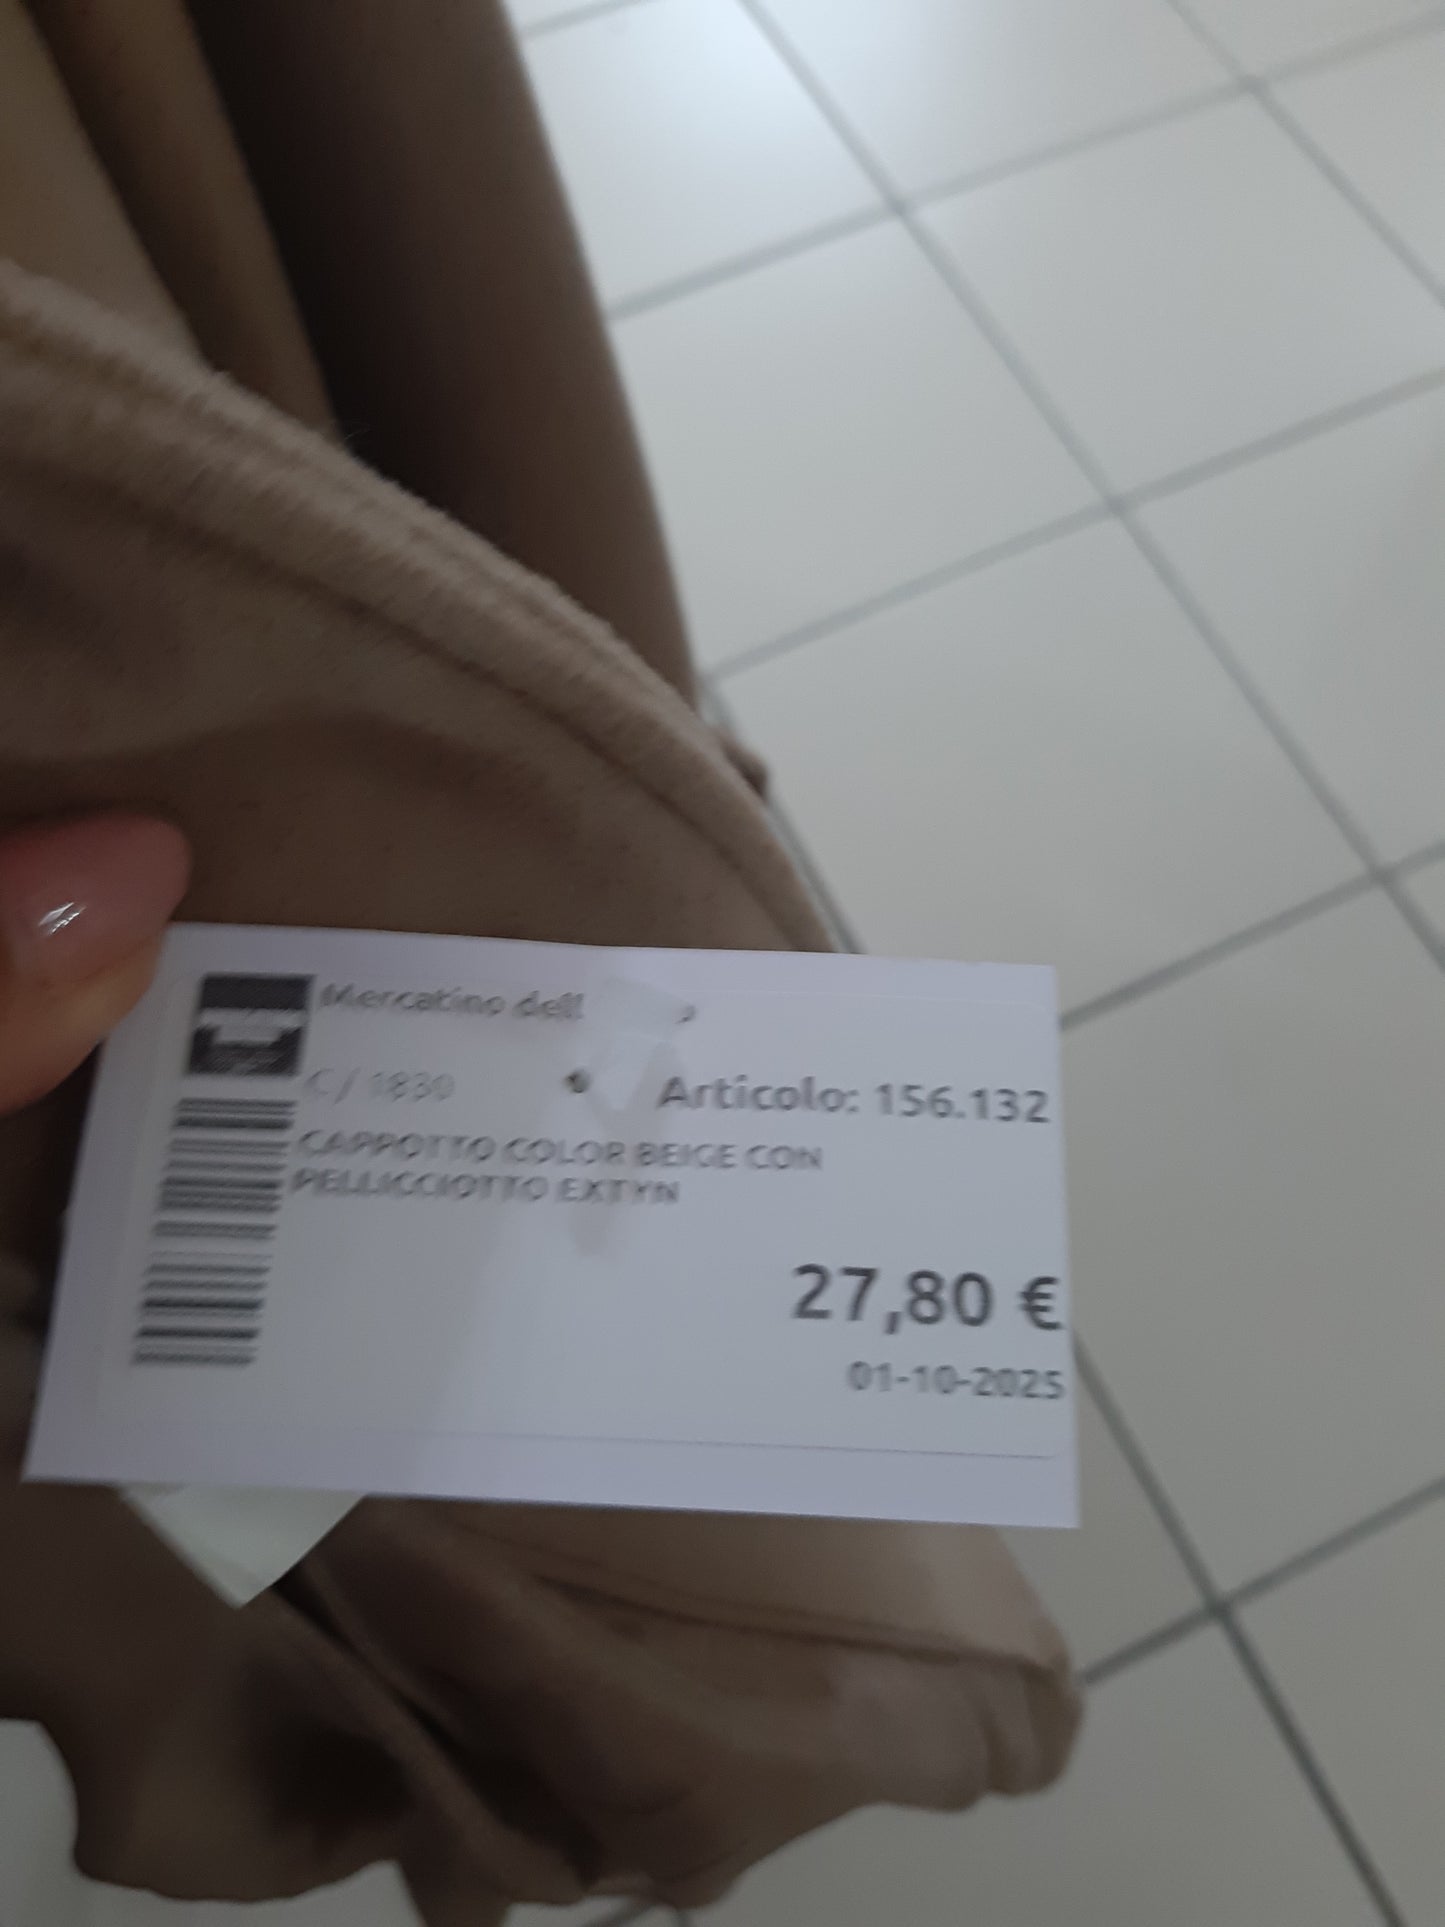 Mercatino dell
C/ 1830
Articolo: 156.132
CAPPOTTO COLOR BEIGE CON
PELLICCIOTTO EXTYN
27,80 €
01-10-2025